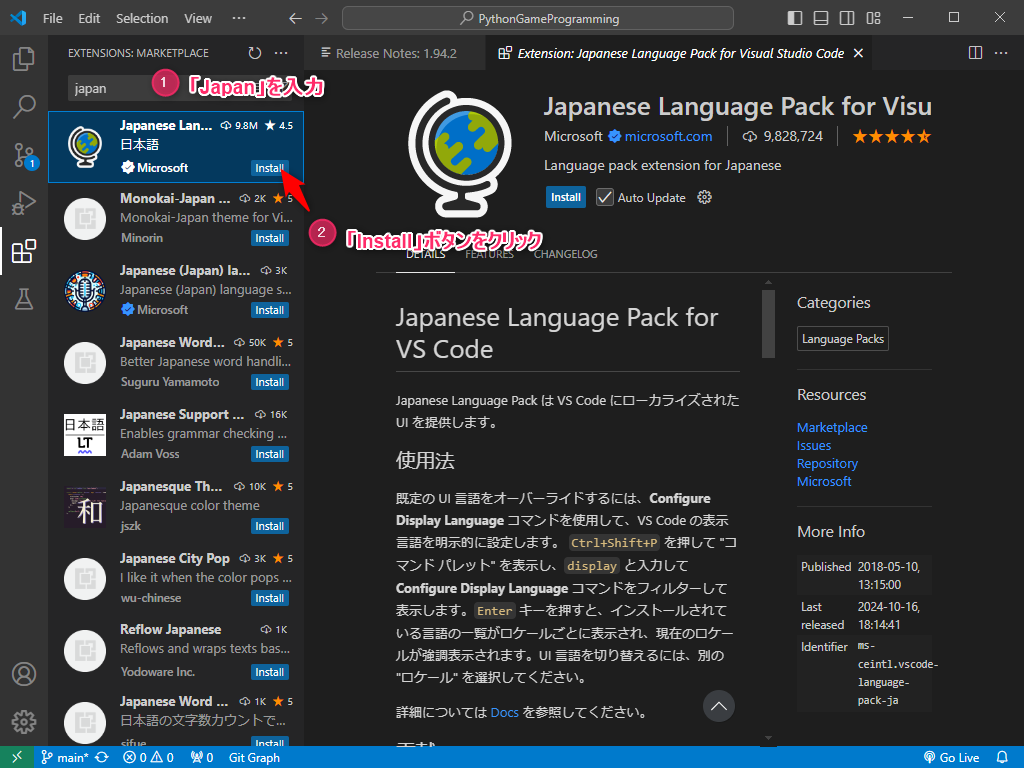 File Edit Selection View ··· PythonGameProgramming
EXTENSIONS: MARKETPLACE
Release Notes: 1.94.2
Extension: Japanese Language Pack for Visual Studio Code
japan
1 「Japan」を入力
Japanese Lan... 9.8M ★ 4.5
日本語
Microsoft Install
Monokai-Japan ... 2K ★ 5
Monokai-Japan theme for Vi...
Minorin Install
2 「Install」ボタンをクリック
Japanese (Japan) la... 3K
Japanese (Japan) language s...
Microsoft Install
Japanese Word... 50K ★ 5
Better Japanese word handli...
Suguru Yamamoto Install
日本語
LT
Japanese Support ... 16K
Enables grammar checking ...
Adam Voss Install
和
Japanesque Th... 10K ★ 5
Japanesque color theme
jszk Install
Japanese City Pop 3K ★ 5
I like it when the color pops ...
wu-chinese Install
Reflow Japanese 1K
Reflows and wraps texts bas...
Yodoware Inc. Install
Japanese Word ... 1K ★ 5
日本語の文字数カウントで...
sifue Install
Japanese Language Pack for Visu
Microsoft microsoft.com 9,828,724 ★★★★★
Language pack extension for Japanese
Install Auto Update
DETAILS FEATURES CHANGELOG
Japanese Language Pack for
VS Code
Japanese Language Pack は VS Code にローカライズされた
UI を提供します。
使用法
既定の UI 言語をオーバーライドするには、Configure
Display Language コマンドを使用して、VS Code の表示
言語を明示的に設定します。 Ctrl+Shift+P を押して "コ
マンド パレット" を表示し、display と入力して
Configure Display Language コマンドをフィルターして
表示します。Enter キーを押すと、インストールされて
いる言語の一覧がロケールごとに表示され、現在のロケー
ルが強調表示されます。UI 言語を切り替えるには、別の
"ロケール" を選択してください。
詳細については Docs を参照してください。
Categories
Language Packs
Resources
Marketplace
Issues
Repository
Microsoft
More Info
Published 2018-05-10,
13:15:00
Last 2024-10-16,
released 18:14:41
Identifier ms-
ceintl.vscode-
language-
pack-ja
1
main* 0 0 0 Git Graph Go Live